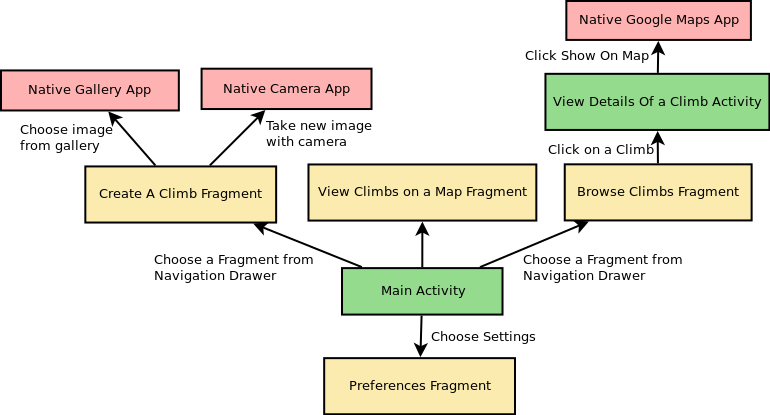 Native Google Maps App
Click Show On Map
Native Gallery App
Native Camera App
View Details Of a Climb Activity
Choose image
from gallery
Take new image
with camera
Click on a Climb
Create A Climb Fragment
View Climbs on a Map Fragment
Browse Climbs Fragment
Choose a Fragment from
Navigation Drawer
Choose a Fragment from
Navigation Drawer
Main Activity
Choose Settings
Preferences Fragment